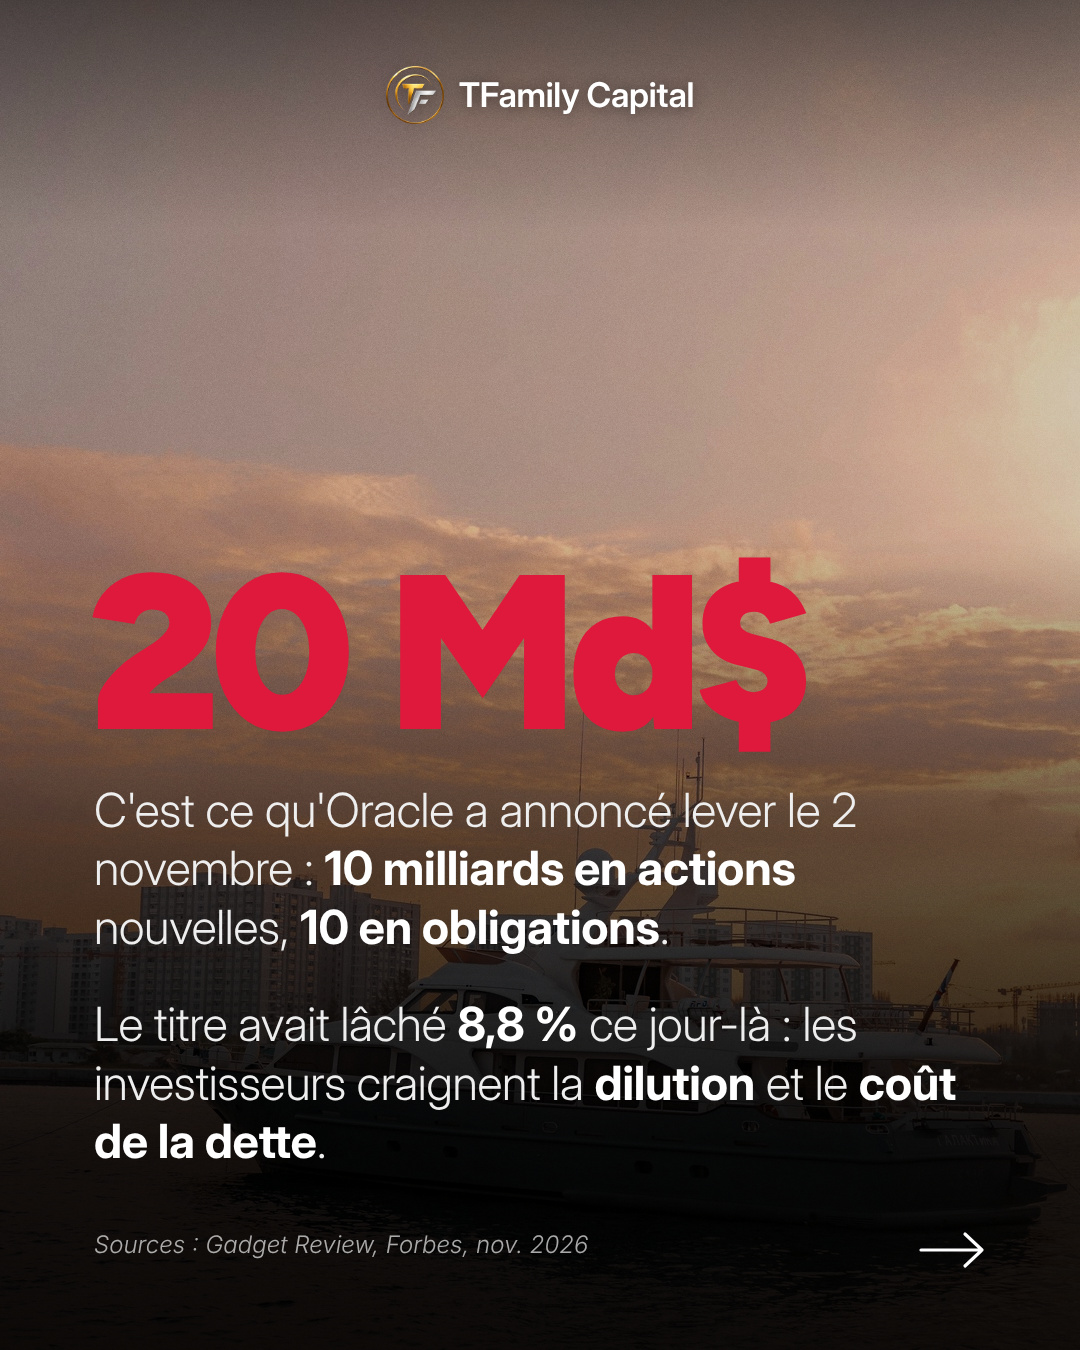 TFamily Capital
20 Md$
C'est ce qu'Oracle a annoncé lever le 2
novembre : 10 milliards en actions
nouvelles, 10 en obligations.
Le titre avait lâché 8,8 % ce jour-là : les
investisseurs craignent la dilution et le coût
de la dette.
Sources : Gadget Review, Forbes, nov. 2026